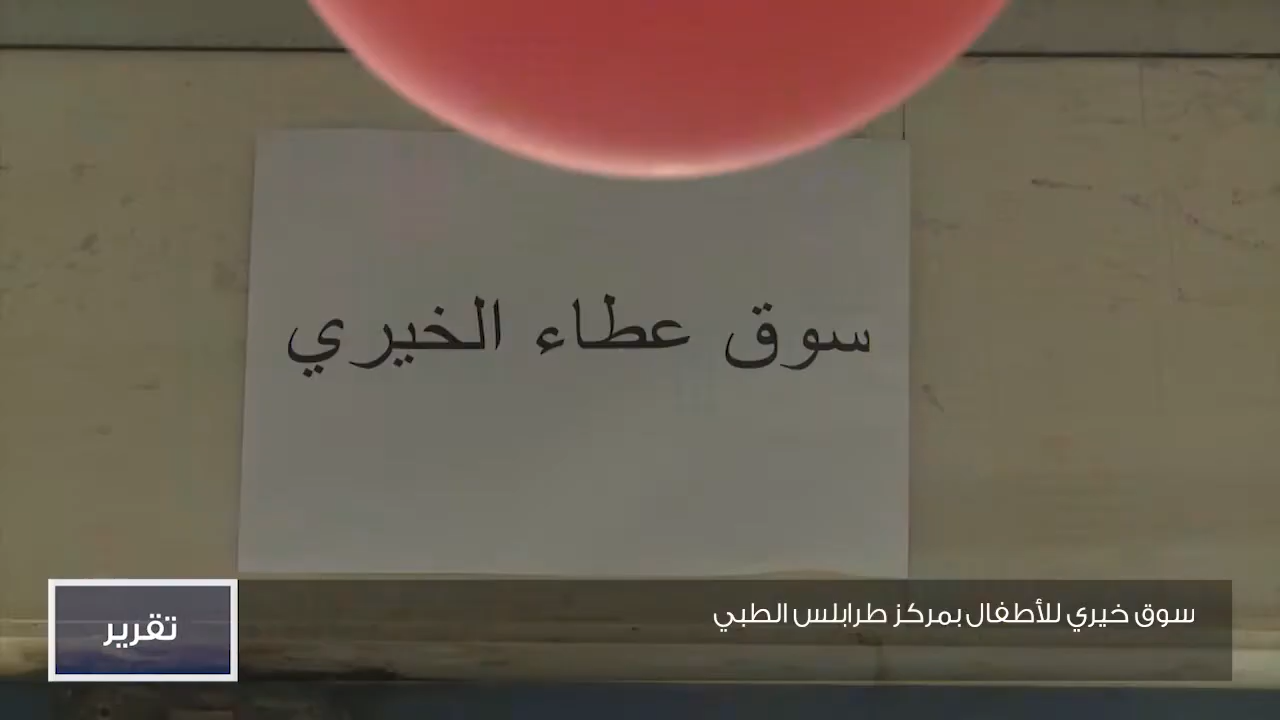 سوق عطاء الخيري
سوق خيري للأطفال بمركز طرابلس الطبي
تقرير